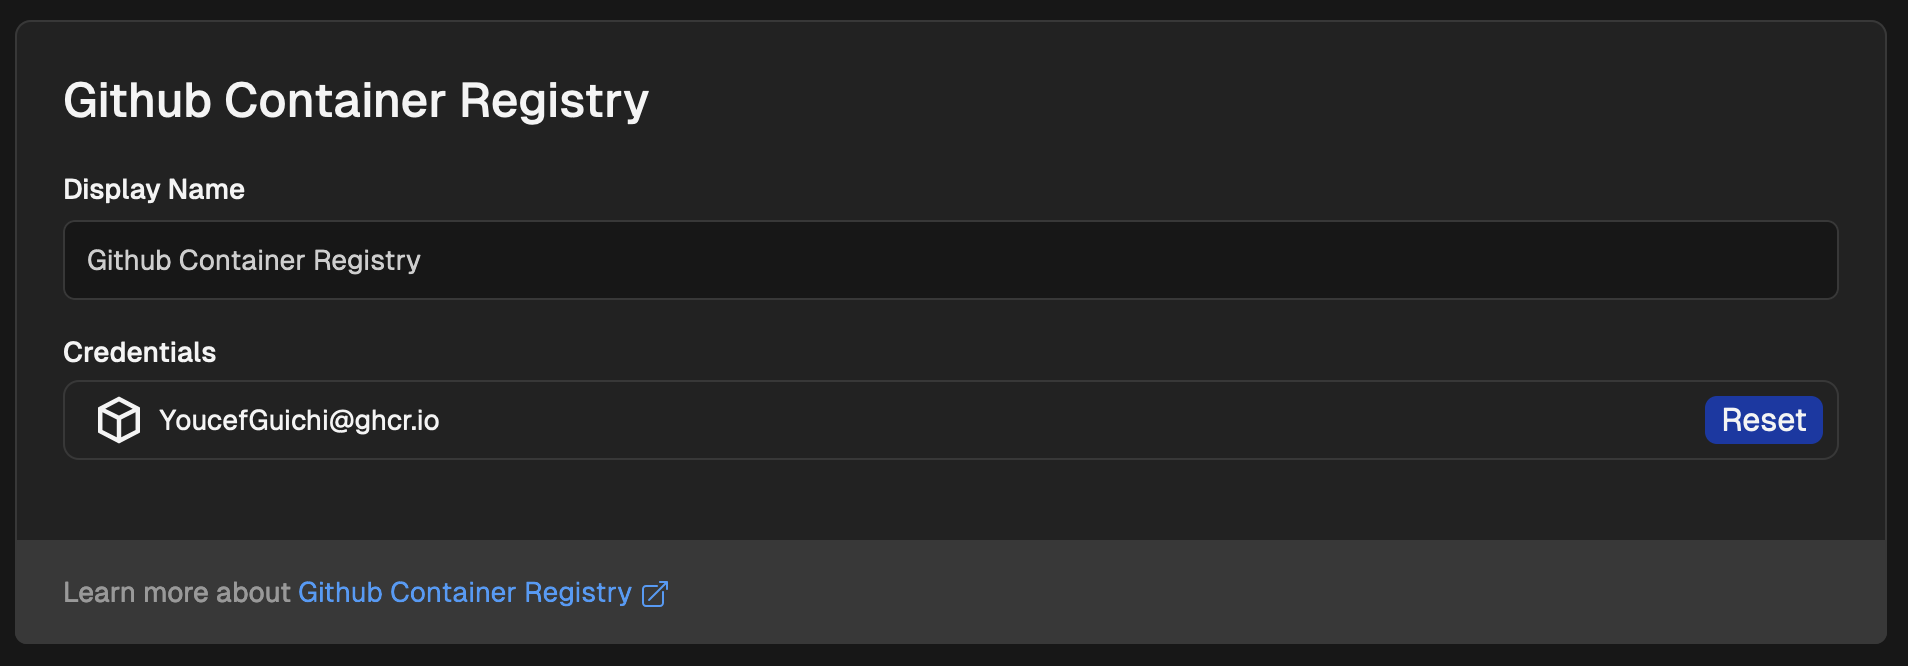 Github Container Registry
Display Name
Github Container Registry
Credentials
YoucefGuichi@ghcr.io
Reset
Learn more about Github Container Registry